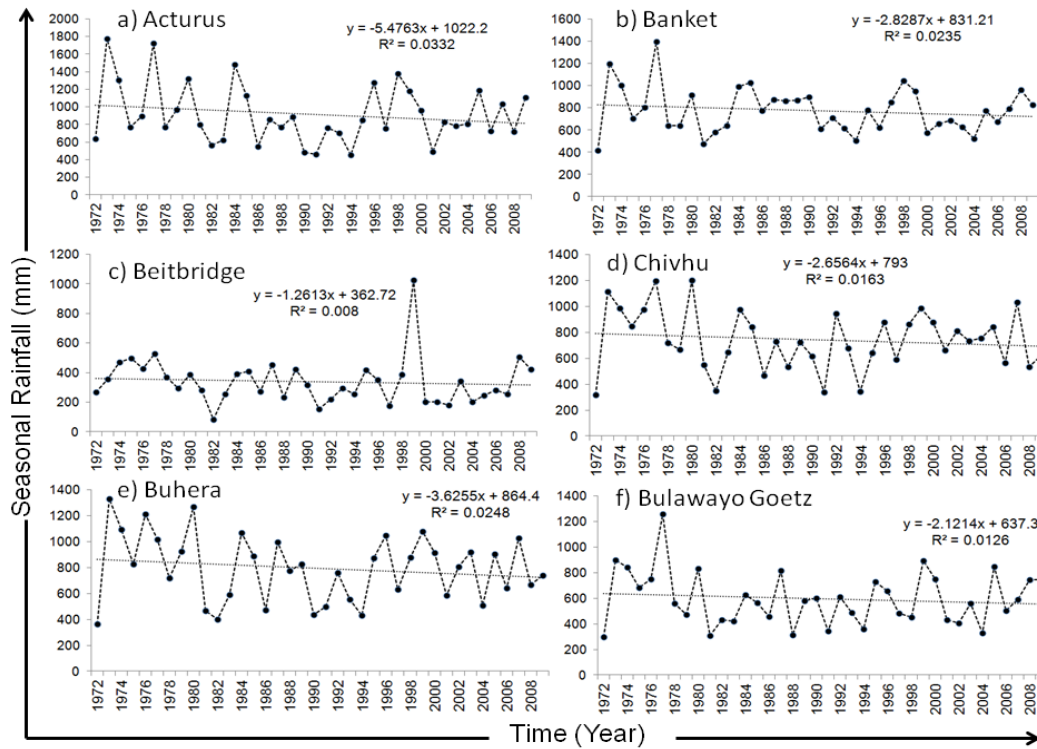 Seasonal Rainfall (mm)
a) Acturus
y = -5.4763x + 1022.2
R² = 0.0332
2000
1800
1600
1400
1200
1000
800
600
400
200
0
1972 1974 1976 1978 1980 1982 1984 1986 1988 1990 1992 1994 1996 1998 2000 2002 2004 2006 2008
b) Banket
y = -2.8287x + 831.21
R² = 0.0235
1600
1400
1200
1000
800
600
400
200
0
1972 1974 1976 1978 1980 1982 1984 1986 1988 1990 1992 1994 1996 1998 2000 2002 2004 2006 2008
c) Beitbridge
y = -1.2613x + 362.72
R² = 0.008
1200
1000
800
600
400
200
0
1972 1974 1976 1978 1980 1982 1984 1986 1988 1990 1992 1994 1996 1998 2000 2002 2004 2006 2008
d) Chivhu
y = -2.6564x + 793
R² = 0.0163
1400
1200
1000
800
600
400
200
0
1972 1974 1976 1978 1980 1982 1984 1986 1988 1990 1992 1994 1996 1998 2000 2002 2004 2006 2008
e) Buhera
y = -3.6255x + 864.4
R² = 0.0248
1400
1200
1000
800
600
400
200
0
1972 1974 1976 1978 1980 1982 1984 1986 1988 1990 1992 1994 1996 1998 2000 2002 2004 2006 2008
f) Bulawayo Goetz
y = -2.1214x + 637.3
R² = 0.0126
1400
1200
1000
800
600
400
200
0
1972 1974 1976 1978 1980 1982 1984 1986 1988 1990 1992 1994 1996 1998 2000 2002 2004 2006 2008
Time (Year)